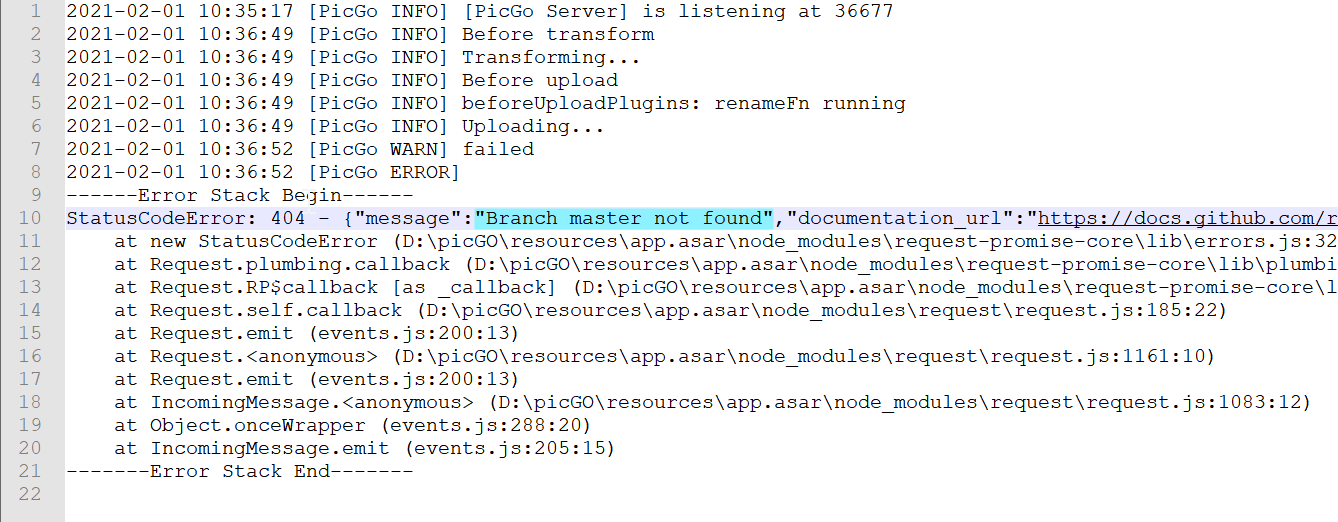 1 2021-02-01 10:35:17 [PicGo INFO] [PicGo Server] is listening at 36677
2 2021-02-01 10:36:49 [PicGo INFO] Before transform
3 2021-02-01 10:36:49 [PicGo INFO] Transforming...
4 2021-02-01 10:36:49 [PicGo INFO] Before upload
5 2021-02-01 10:36:49 [PicGo INFO] beforeUploadPlugins: renameFn running
6 2021-02-01 10:36:49 [PicGo INFO] Uploading...
7 2021-02-01 10:36:52 [PicGo WARN] failed
8 2021-02-01 10:36:52 [PicGo ERROR]
9 ------Error Stack Begin------
10 StatusCodeError: 404 - {"message":"Branch master not found","documentation_url":"https://docs.github.com/r
11     at new StatusCodeError (D:\picGO\resources\app.asar\node_modules\request-promise-core\lib\errors.js:32
12     at Request.plumbing.callback (D:\picGO\resources\app.asar\node_modules\request-promise-core\lib\plumbi
13     at Request.RP$callback [as _callback] (D:\picGO\resources\app.asar\node_modules\request-promise-core\l
14     at Request.self.callback (D:\picGO\resources\app.asar\node_modules\request\request.js:185:22)
15     at Request.emit (events.js:200:13)
16     at Request.<anonymous> (D:\picGO\resources\app.asar\node_modules\request\request.js:1161:10)
17     at Request.emit (events.js:200:13)
18     at IncomingMessage.<anonymous> (D:\picGO\resources\app.asar\node_modules\request\request.js:1083:12)
19     at Object.onceWrapper (events.js:288:20)
20     at IncomingMessage.emit (events.js:205:15)
21 -------Error Stack End-------
22